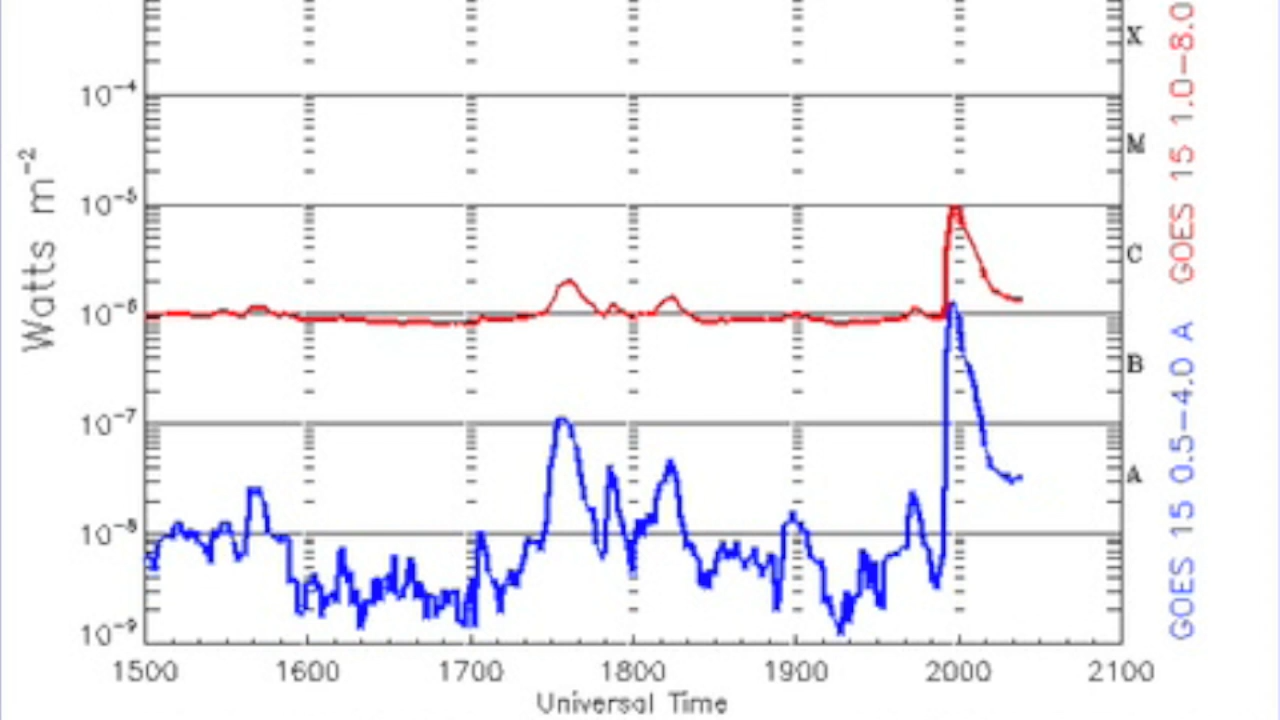 X
10⁻⁴
M
10⁻⁵
C
10⁻⁶
B
10⁻⁷
A
10⁻⁸
10⁻⁹
Watts m⁻²
1500 1600 1700 1800 1900 2000 2100
Universal Time
GOES 15 0.5–4.0 A
GOES 15 1.0–8.0